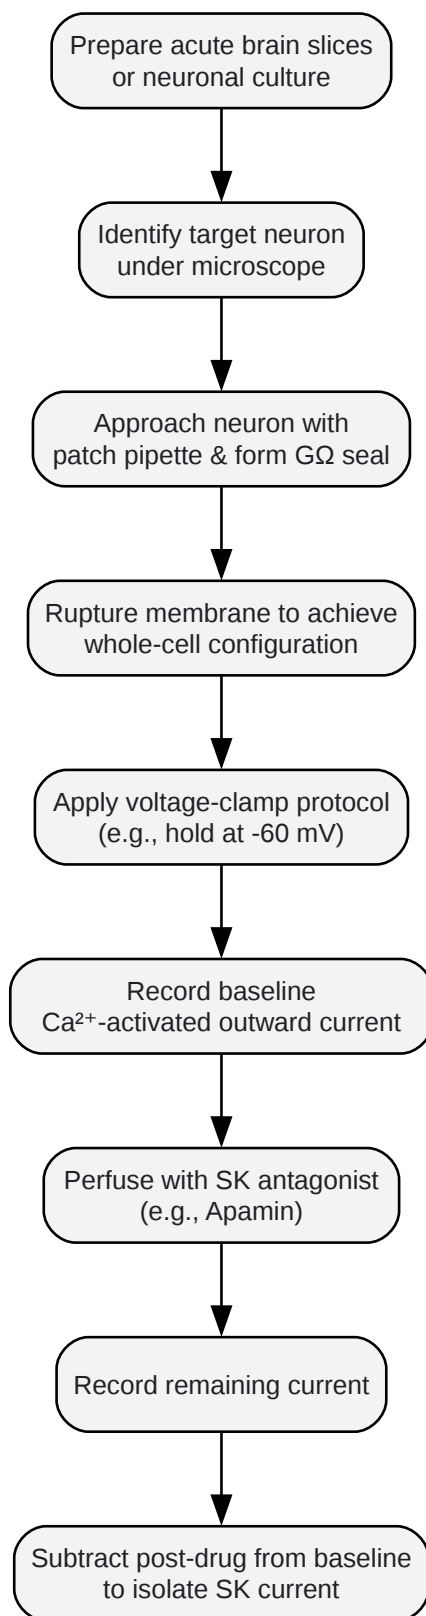 Prepare acute brain slices
or neuronal culture
Identify target neuron
under microscope
Approach neuron with
patch pipette & form GΩ seal
Rupture membrane to achieve
whole-cell configuration
Apply voltage-clamp protocol
(e.g., hold at -60 mV)
Record baseline
Ca²⁺-activated outward current
Perfuse with SK antagonist
(e.g., Apamin)
Record remaining current
Subtract post-drug from baseline
to isolate SK current